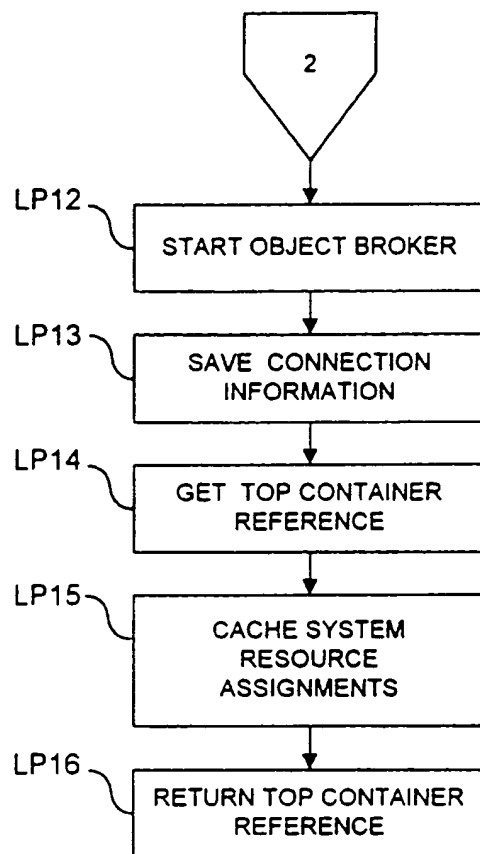 2
LP12
START OBJECT BROKER
LP13
SAVE CONNECTION
INFORMATION
LP14
GET TOP CONTAINER
REFERENCE
LP15
CACHE SYSTEM
RESOURCE
ASSIGNMENTS
LP16
RETURN TOP CONTAINER
REFERENCE